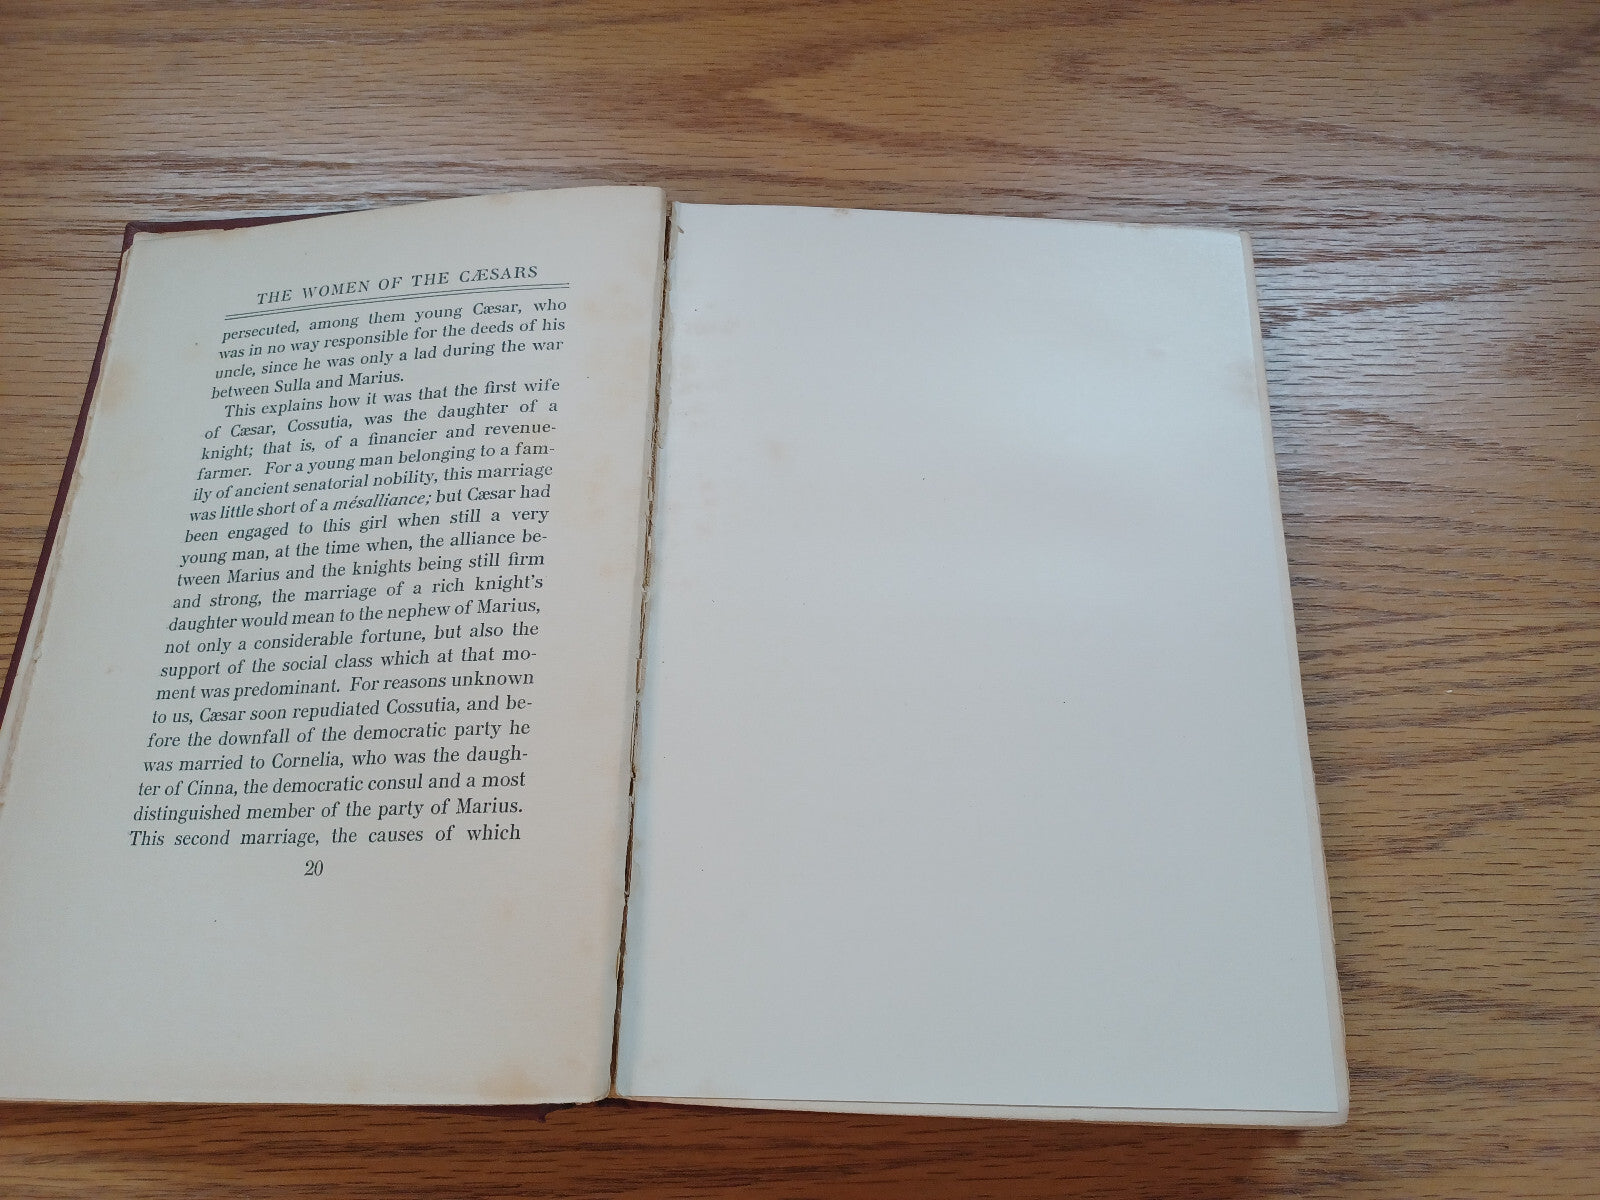 THE WOMEN OF THE CÆSARS
persecuted, among them young Cæsar, who
was in no way responsible for the deeds of his
uncle, since he was only a lad during the war
between Sulla and Marius.
This explains how it was that the first wife
of Cæsar, Cossutia, was the daughter of a
knight; that is, of a financier and revenue-
farmer. For a young man belonging to a fam-
ily of ancient senatorial nobility, this marriage
was little short of a mésalliance; but Cæsar had
been engaged to this girl when still a very
young man, at the time when, the alliance be-
tween Marius and the knights being still firm
and strong, the marriage of a rich knight's
daughter would mean to the nephew of Marius,
not only a considerable fortune, but also the
support of the social class which at that mo-
ment was predominant. For reasons unknown
to us, Cæsar soon repudiated Cossutia, and be-
fore the downfall of the democratic party he
was married to Cornelia, who was the daugh-
ter of Cinna, the democratic consul and a most
distinguished member of the party of Marius.
This second marriage, the causes of which
20